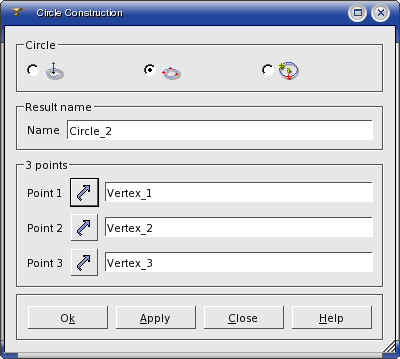 Circle Construction
Circle
Result name
Name Circle_2
3 points
Point 1 Vertex_1
Point 2 Vertex_2
Point 3 Vertex_3
Ok Apply Close Help